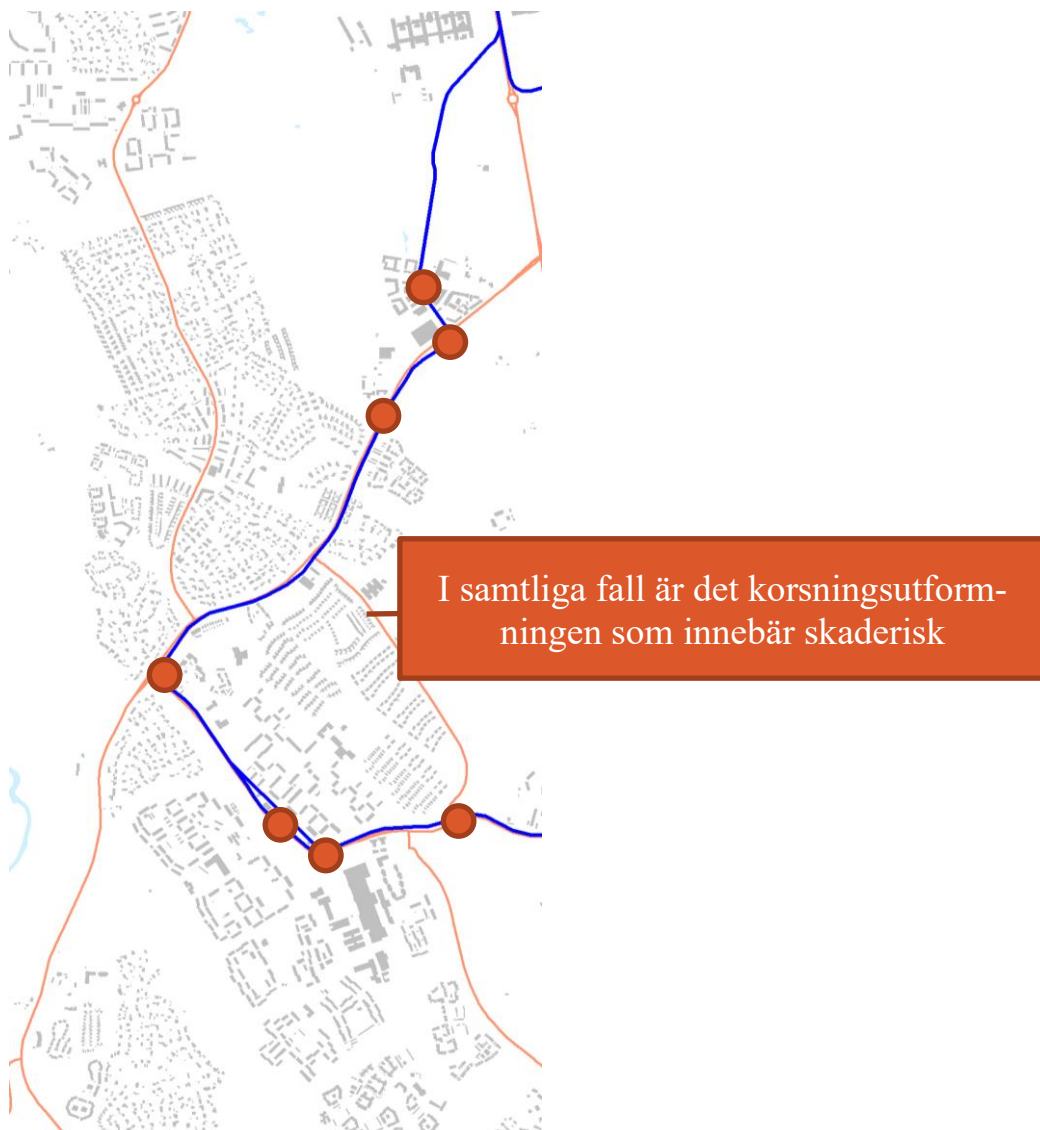 I samtliga fall är det korsningsutform-
ningen som innebär skaderisk